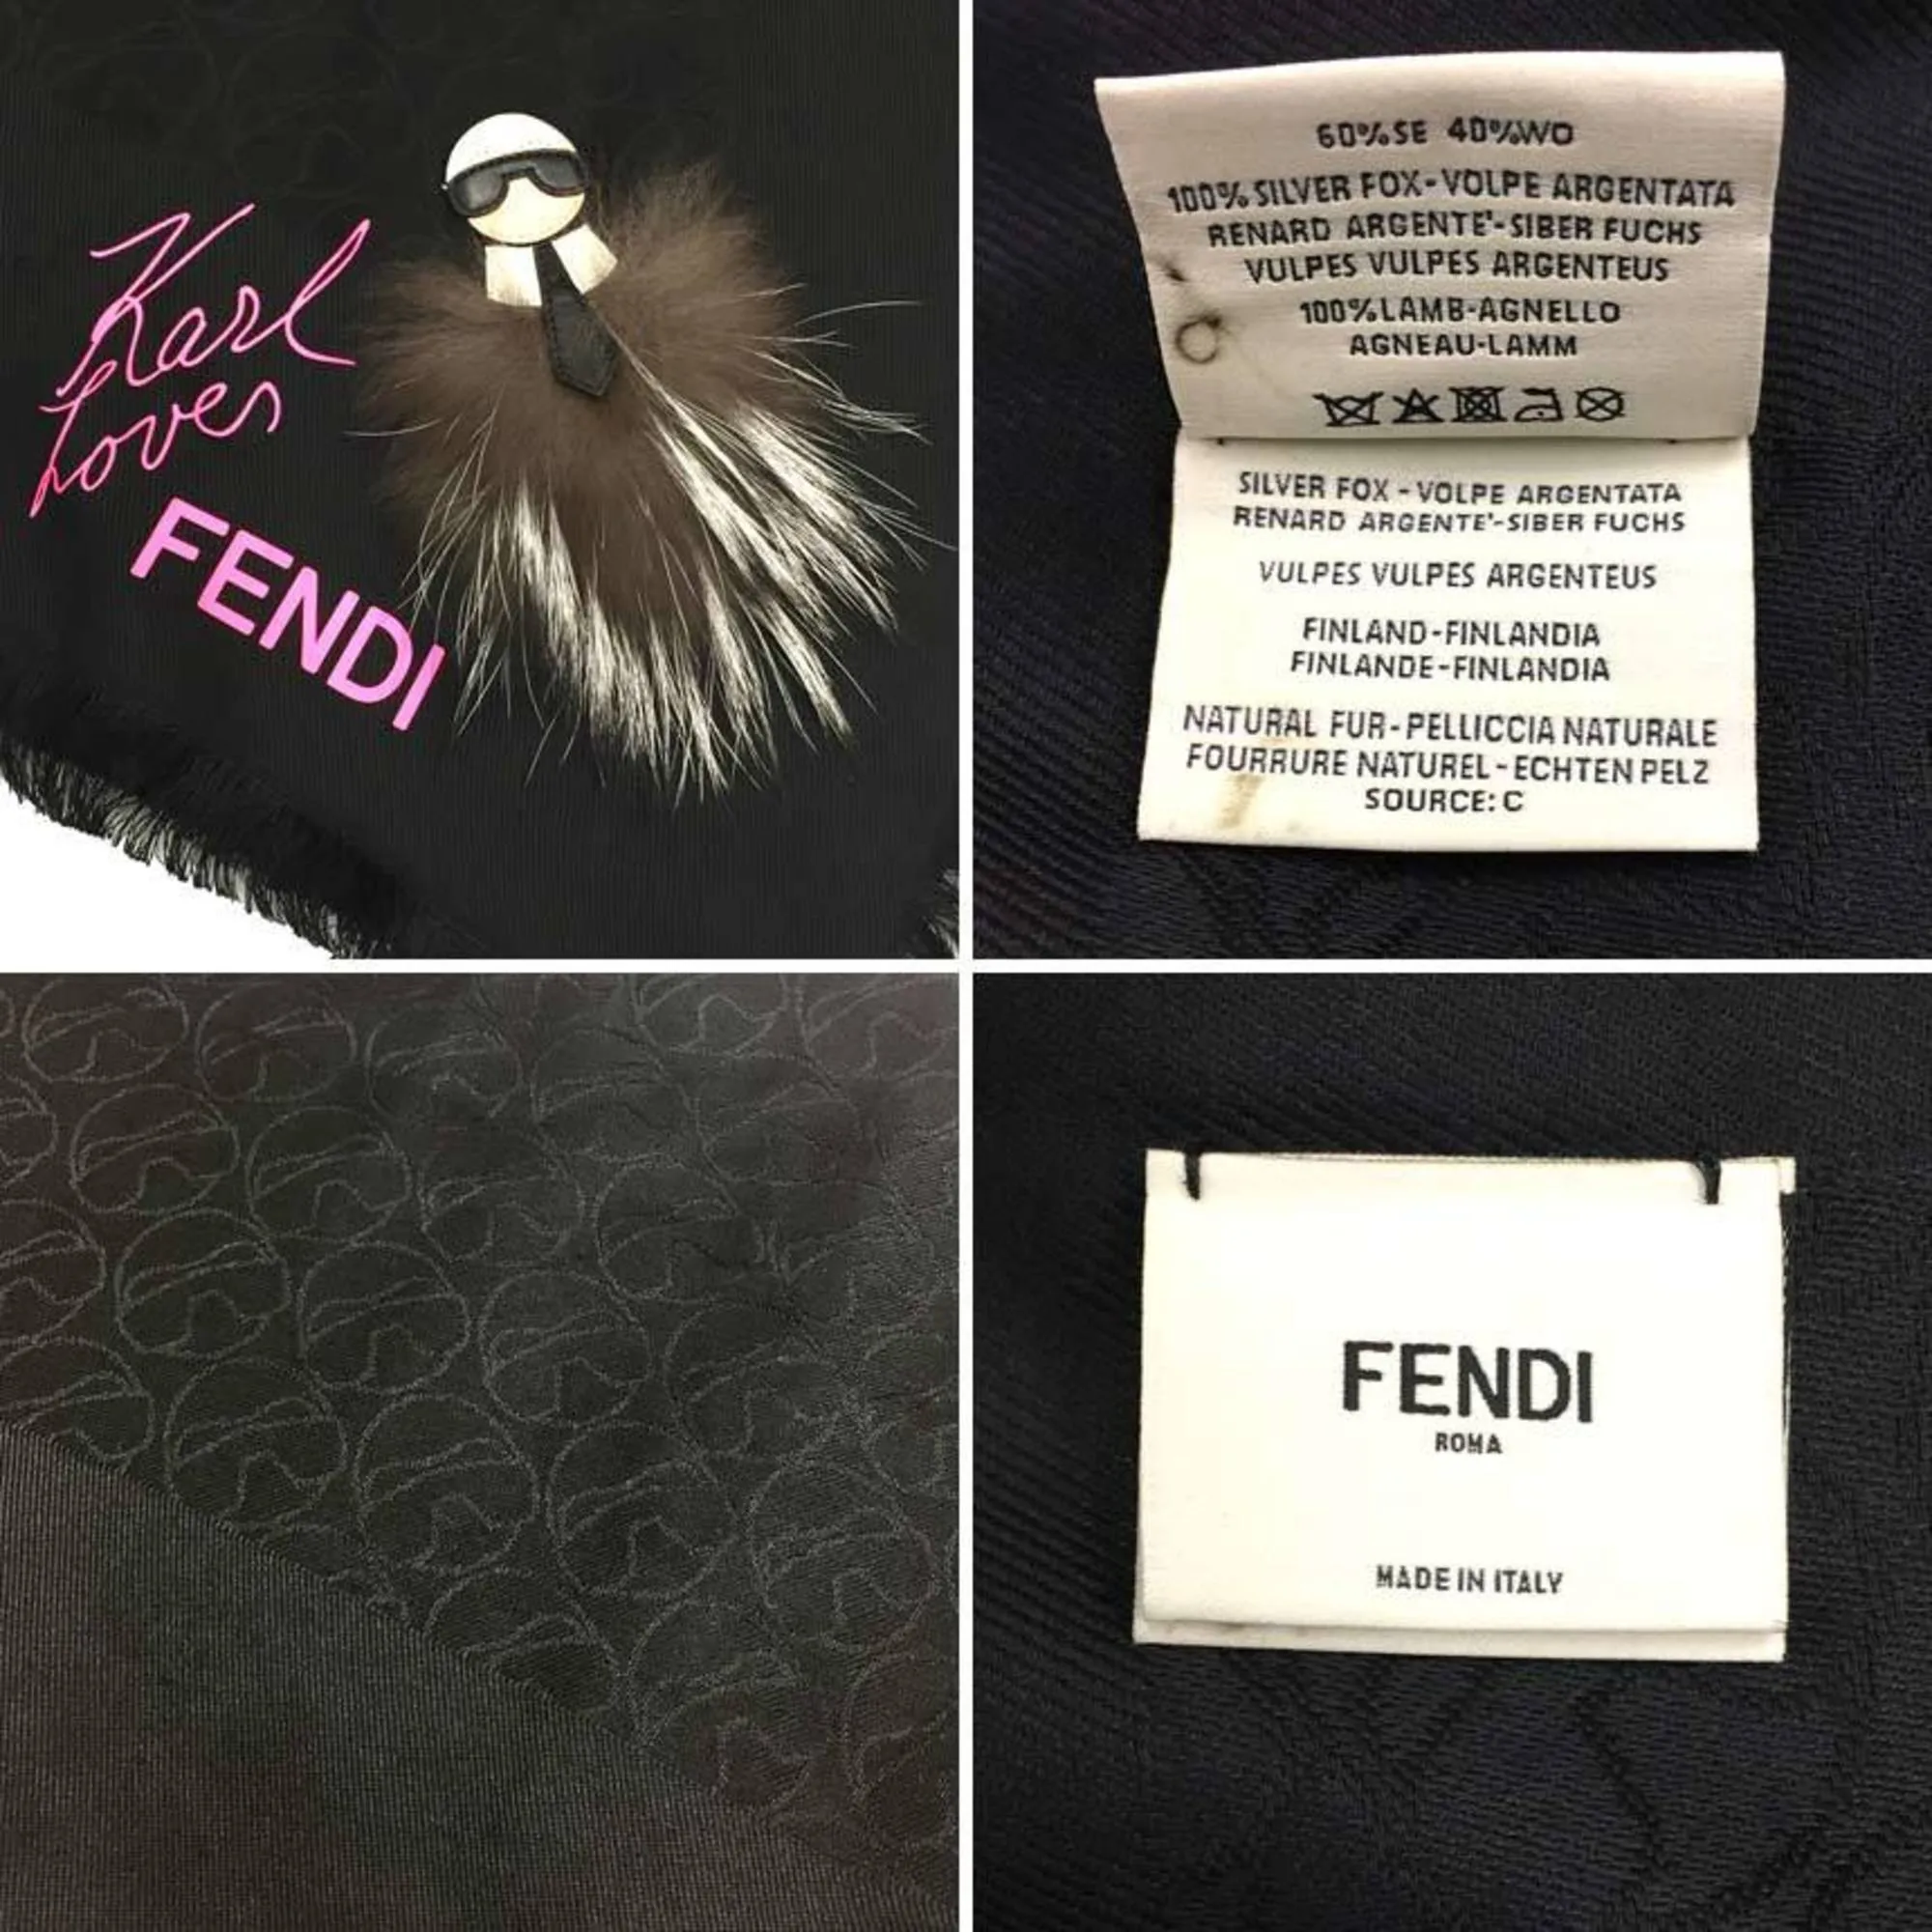 Karl
Loves
FENDI
60%SE 40%WO
100% SILVER FOX-VOLPE ARGENTATA
RENARD ARGENTE'-SIBER FUCHS
VULPES VULPES ARGENTEUS
100% LAMB-AGNELLO
AGNEAU-LAMM
SILVER FOX - VOLPE ARGENTATA
RENARD ARGENTE'-SIBER FUCHS
VULPES VULPES ARGENTEUS
FINLAND-FINLANDIA
FINLANDE-FINLANDIA
NATURAL FUR-PELLICCIA NATURALE
FOURRURE NATUREL-ECHTEN PELZ
SOURCE: C
FENDI
ROMA
MADE IN ITALY